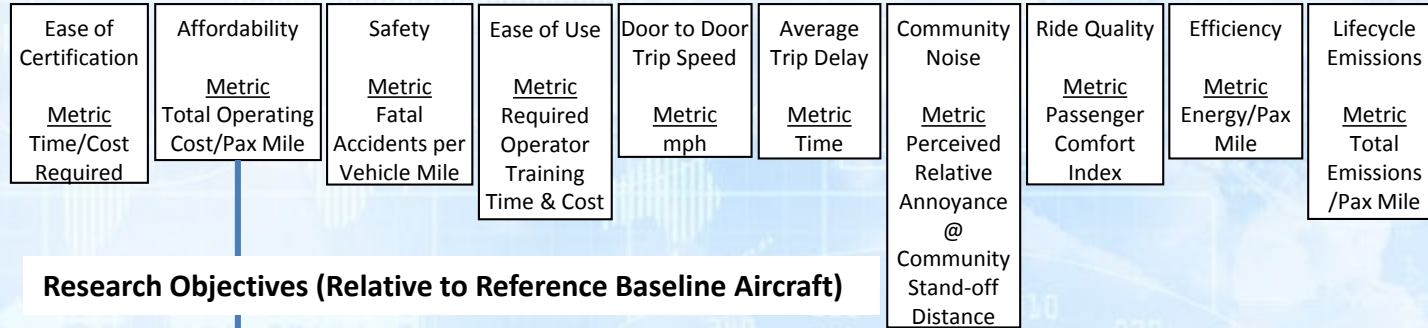 Ease of
Certification
Metric
Time/Cost
Required
Affordability
Metric
Total Operating
Cost/Pax Mile
Safety
Metric
Fatal
Accidents per
Vehicle Mile
Ease of Use
Metric
Required
Operator
Training
Time & Cost
Door to Door
Trip Speed
Metric
mph
Average
Trip Delay
Metric
Time
Community
Noise
Metric
Perceived
Relative
Annoyance
@
Community
Stand-off
Distance
Ride Quality
Metric
Passenger
Comfort
Index
Efficiency
Metric
Energy/Pax
Mile
Lifecycle
Emissions
Metric
Total
Emissions
/Pax Mile
Research Objectives (Relative to Reference Baseline Aircraft)